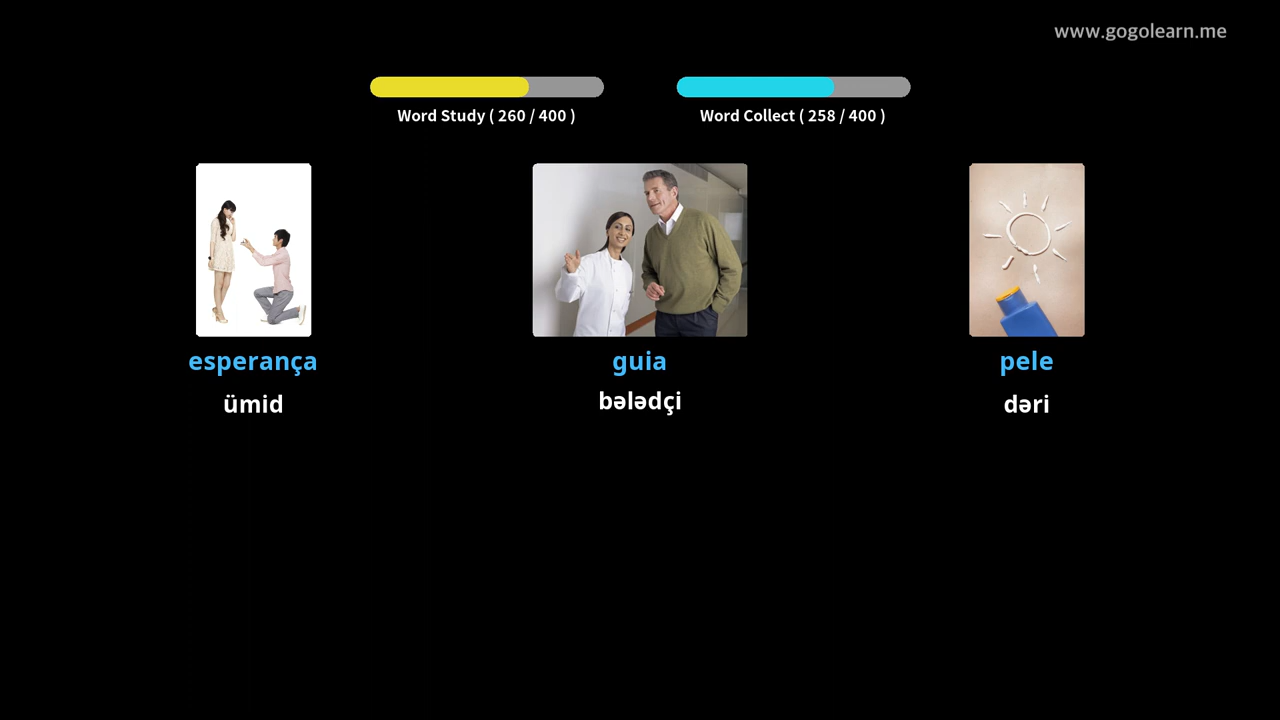 www.gogolearn.me
Word Study ( 260 / 400 )
Word Collect ( 258 / 400 )
esperança
guia
pele
ümid
bələdçi
dəri